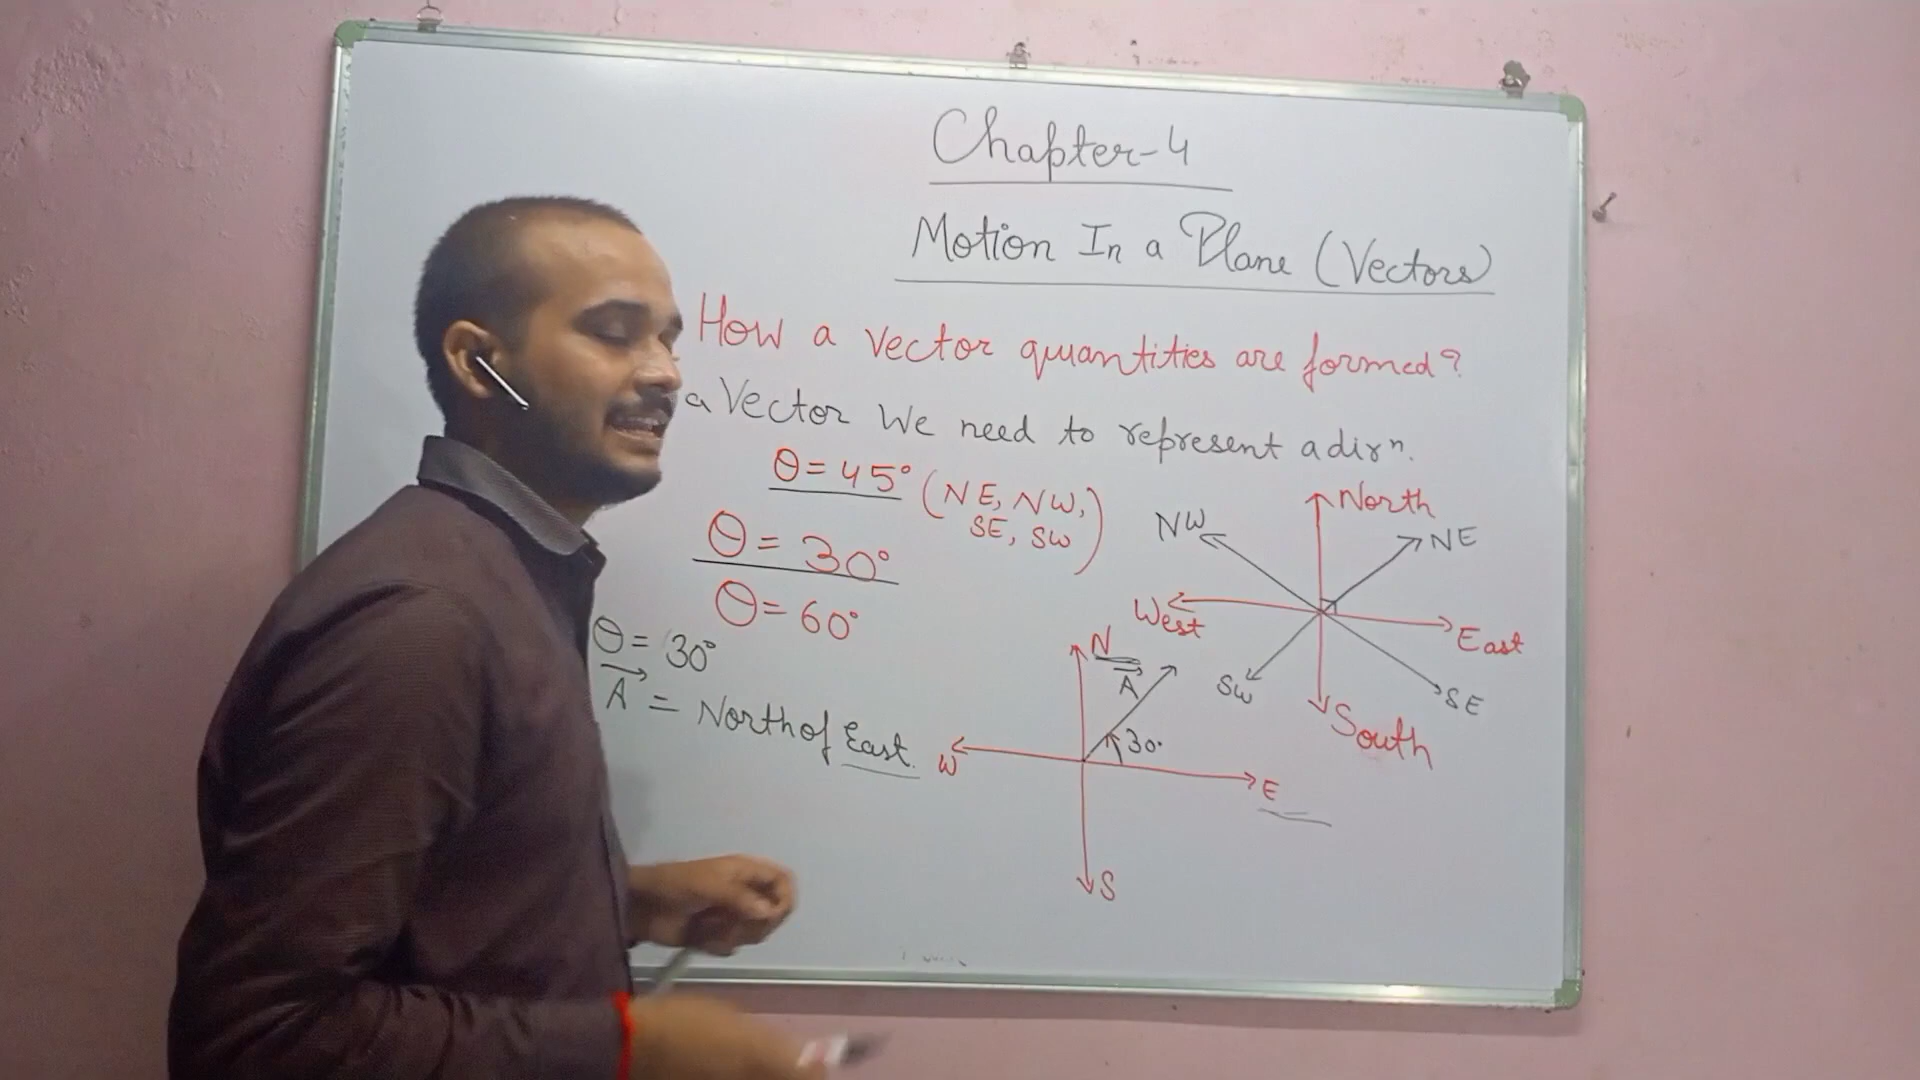 Chapter-4
Motion In a Plane (Vectors)
How a vector quantities are formed?
a Vector We need to represent a dirⁿ.
θ = 45° (NE, NW,
SE, SW)
θ = 30°
θ = 60°
θ = 30°
A⃗ = North of East.
North
NW
NE
West
East
SW
SE
South
N
A⃗
30°
W
E
S